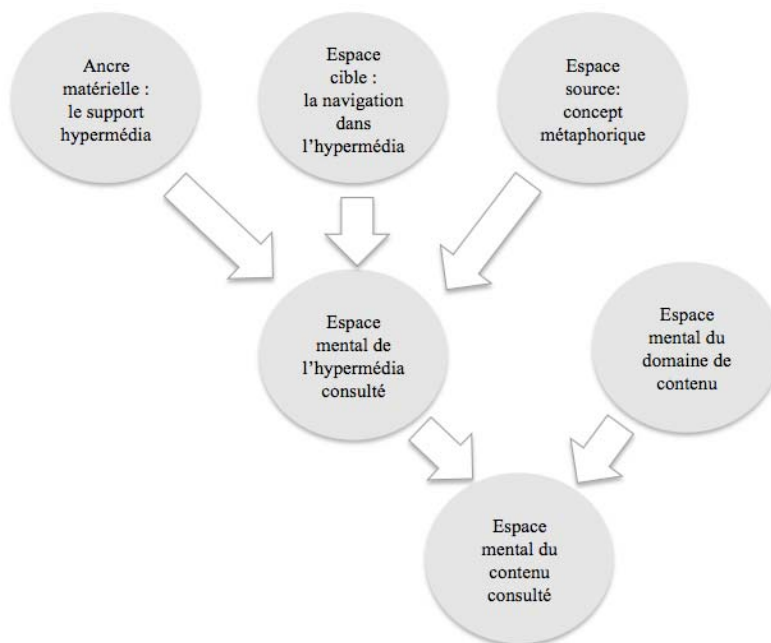 Ancre
matérielle :
le support
hypermédia
Espace
cible :
la navigation
dans
l'hypermédia
Espace
source:
concept
métaphorique
Espace
mental de
l'hypermédia
consulté
Espace
mental du
domaine de
contenu
Espace
mental du
contenu
consulté